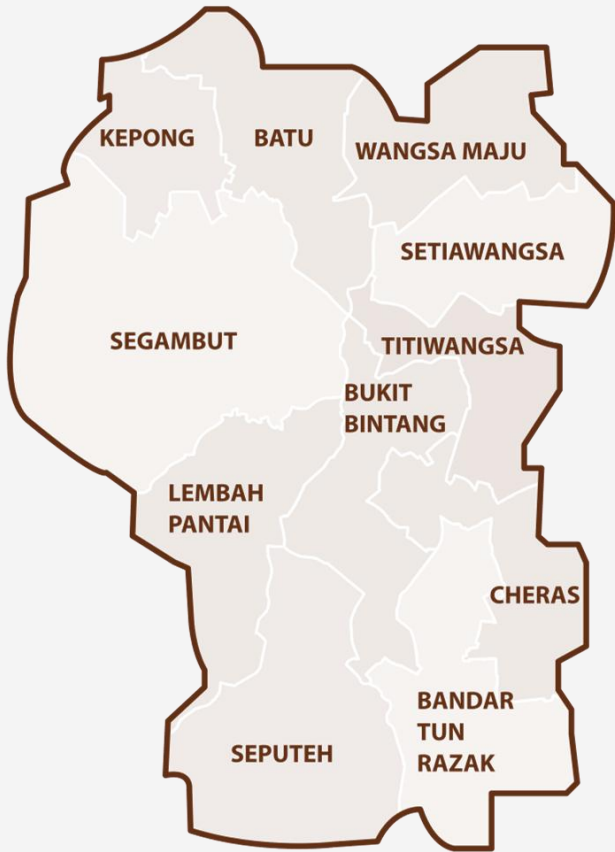 KEPONG
BATU
WANGSA MAJU
SETIAWANGSA
SEGAMBUT
TITIWANGSA
BUKIT
BINTANG
LEMBAH
PANTAI
CHERAS
BANDAR
TUN
RAZAK
SEPUTEH